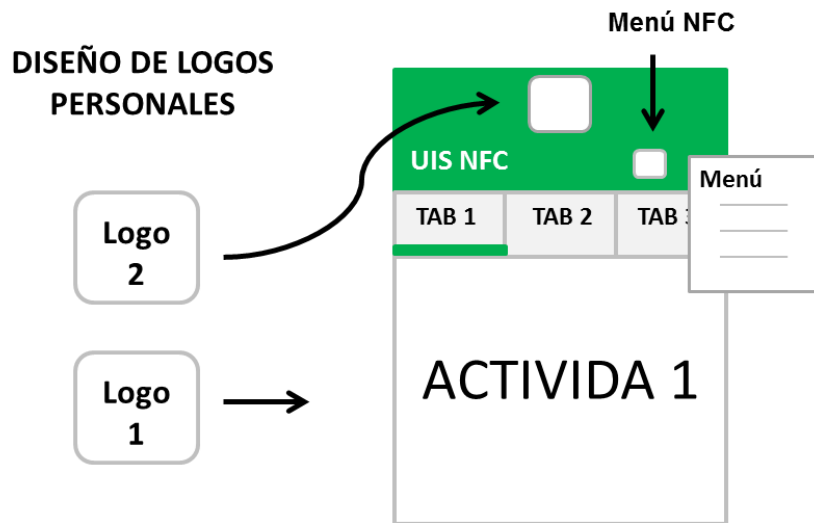 Menú NFC
DISEÑO DE LOGOS
PERSONALES
UIS NFC
Menú
TAB 1
TAB 2
TAB
Logo
2
ACTIVIDA 1
Logo
1